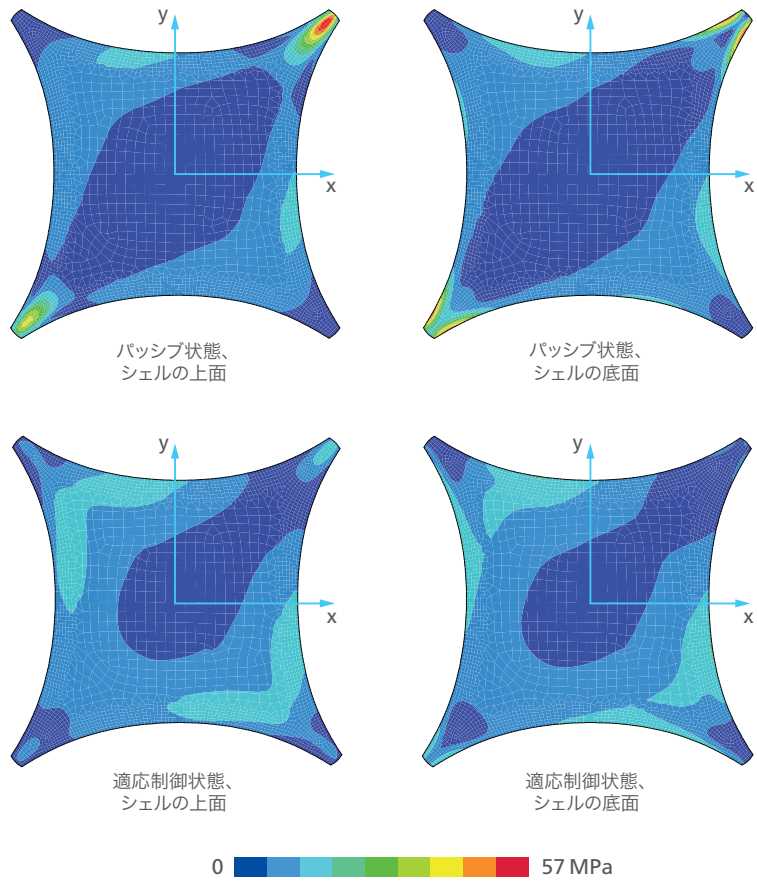 y
x
パッシブ状態、
シェルの上面
y
x
パッシブ状態、
シェルの底面
y
x
適応制御状態、
シェルの上面
y
x
適応制御状態、
シェルの底面
0
57 MPa